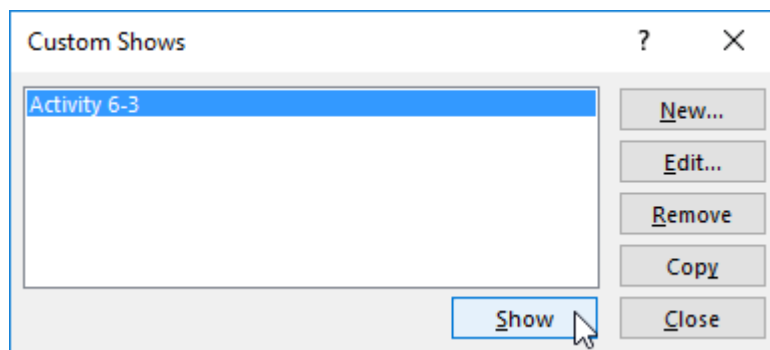 Custom Shows ? X
Activity 6-3
New...
Edit...
Remove
Copy
Show
Close